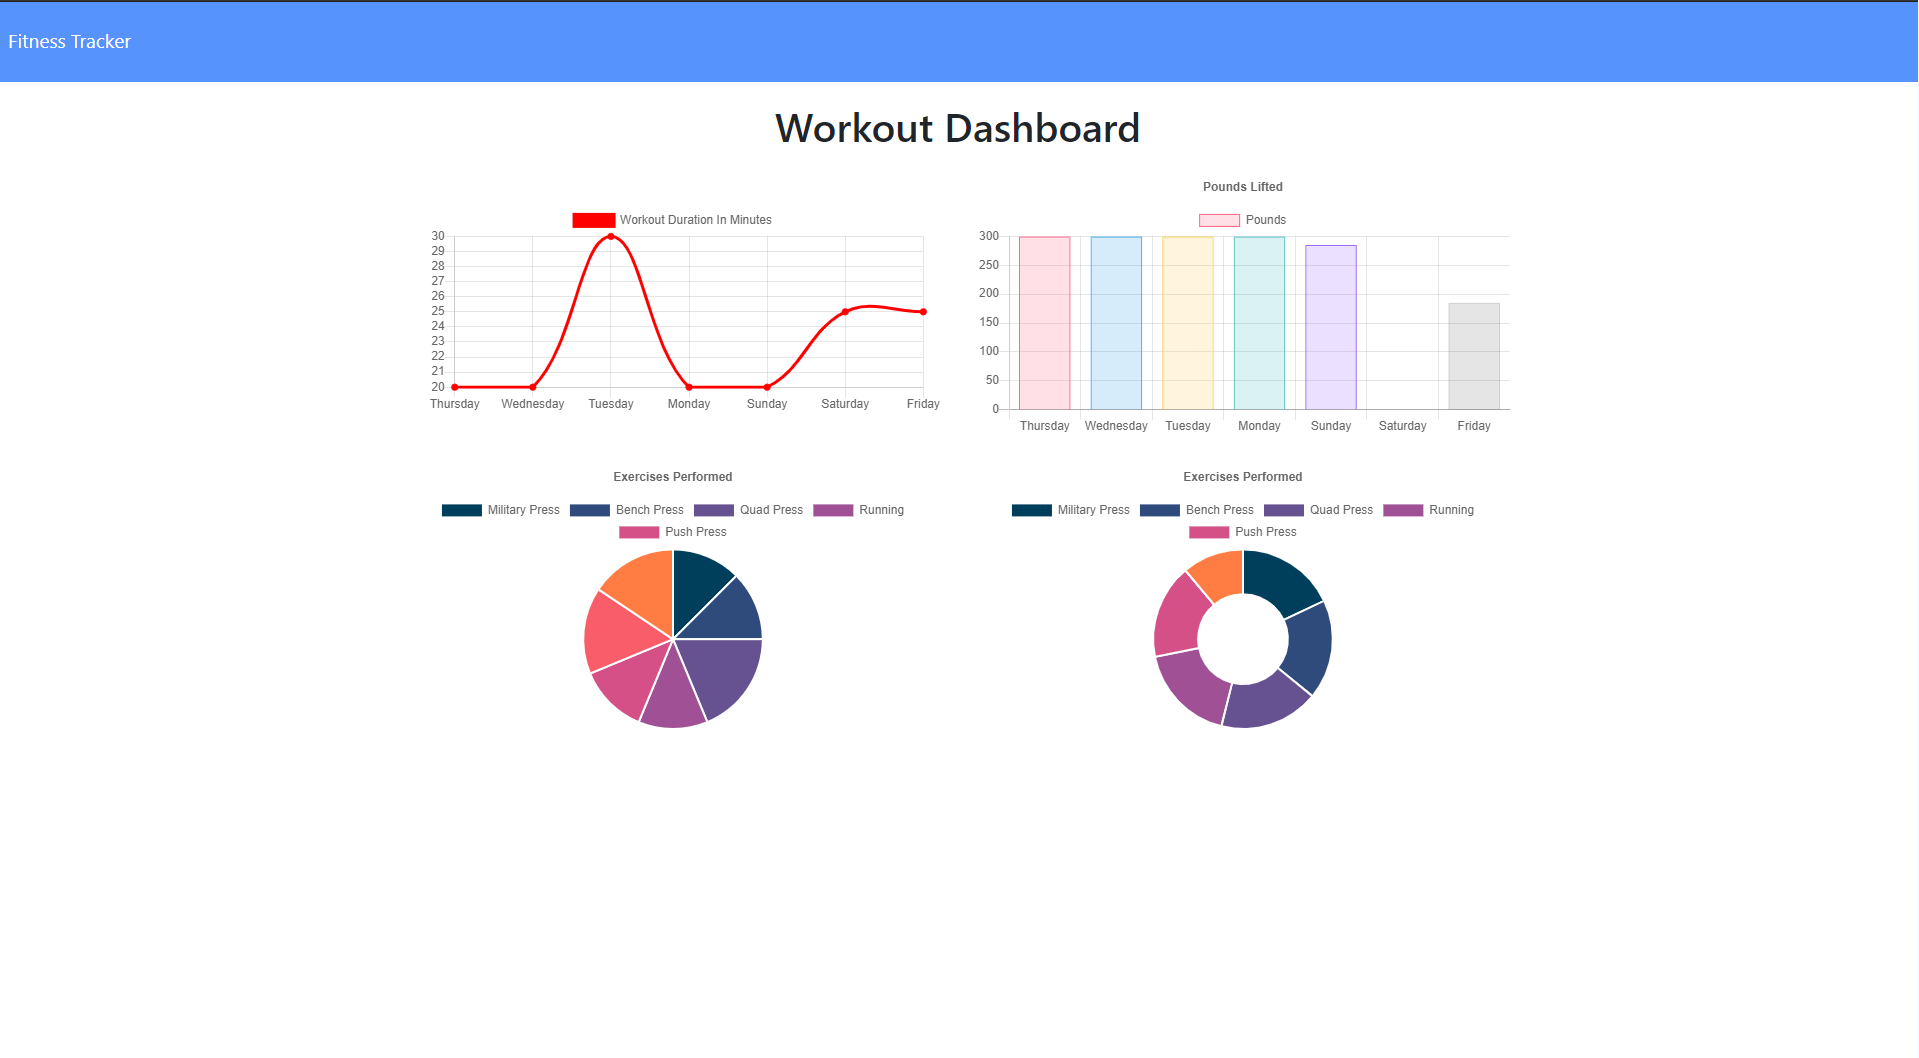 Fitness Tracker
Workout Dashboard
Workout Duration In Minutes
30
29
28
27
26
25
24
23
22
21
20
Thursday Wednesday Tuesday Monday Sunday Saturday Friday
Pounds Lifted
Pounds
300
250
200
150
100
50
0
Thursday Wednesday Tuesday Monday Sunday Saturday Friday
Exercises Performed
Military Press Bench Press Quad Press Running
Push Press
Exercises Performed
Military Press Bench Press Quad Press Running
Push Press